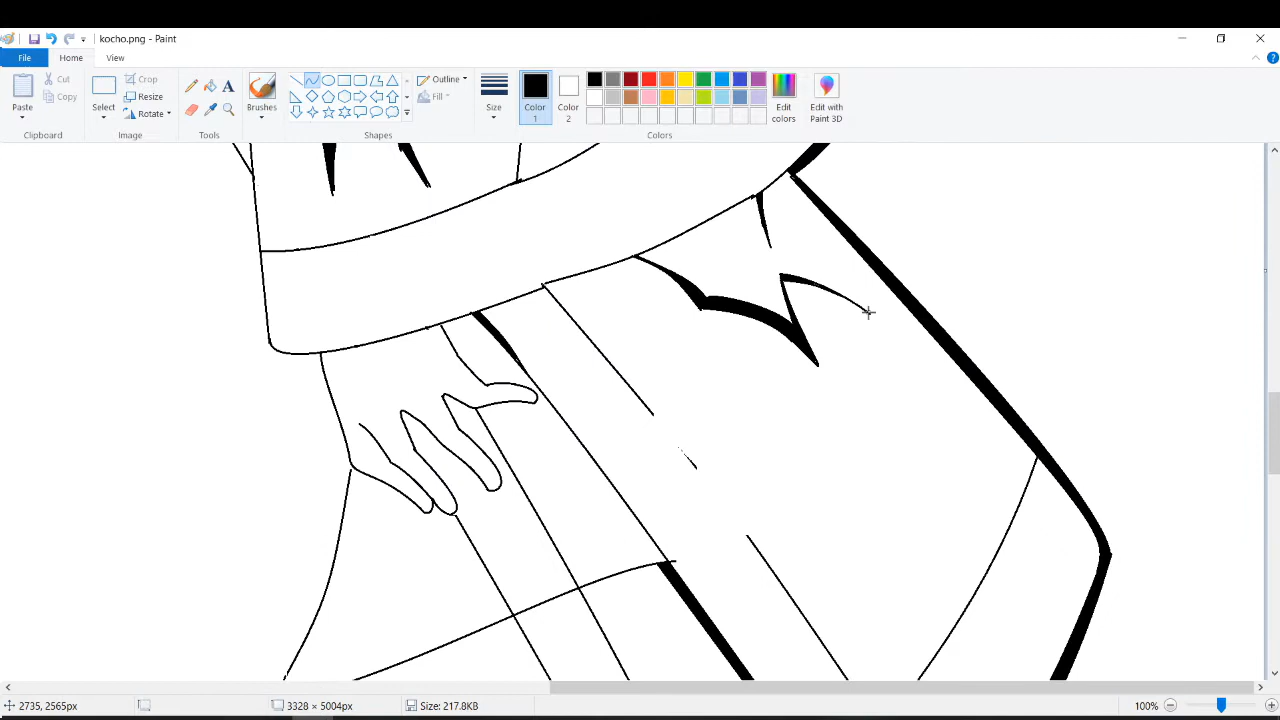 kocho.png - Paint
File
Home
View
Paste
Cut
Copy
Clipboard
Select
Crop
Resize
Rotate
Image
Tools
Brushes
Outline
Fill
Shapes
Size
Color 1
Color 2
Edit colors
Edit with Paint 3D
Colors
2735, 2565px
3328 × 5004px
Size: 217.8KB
100%